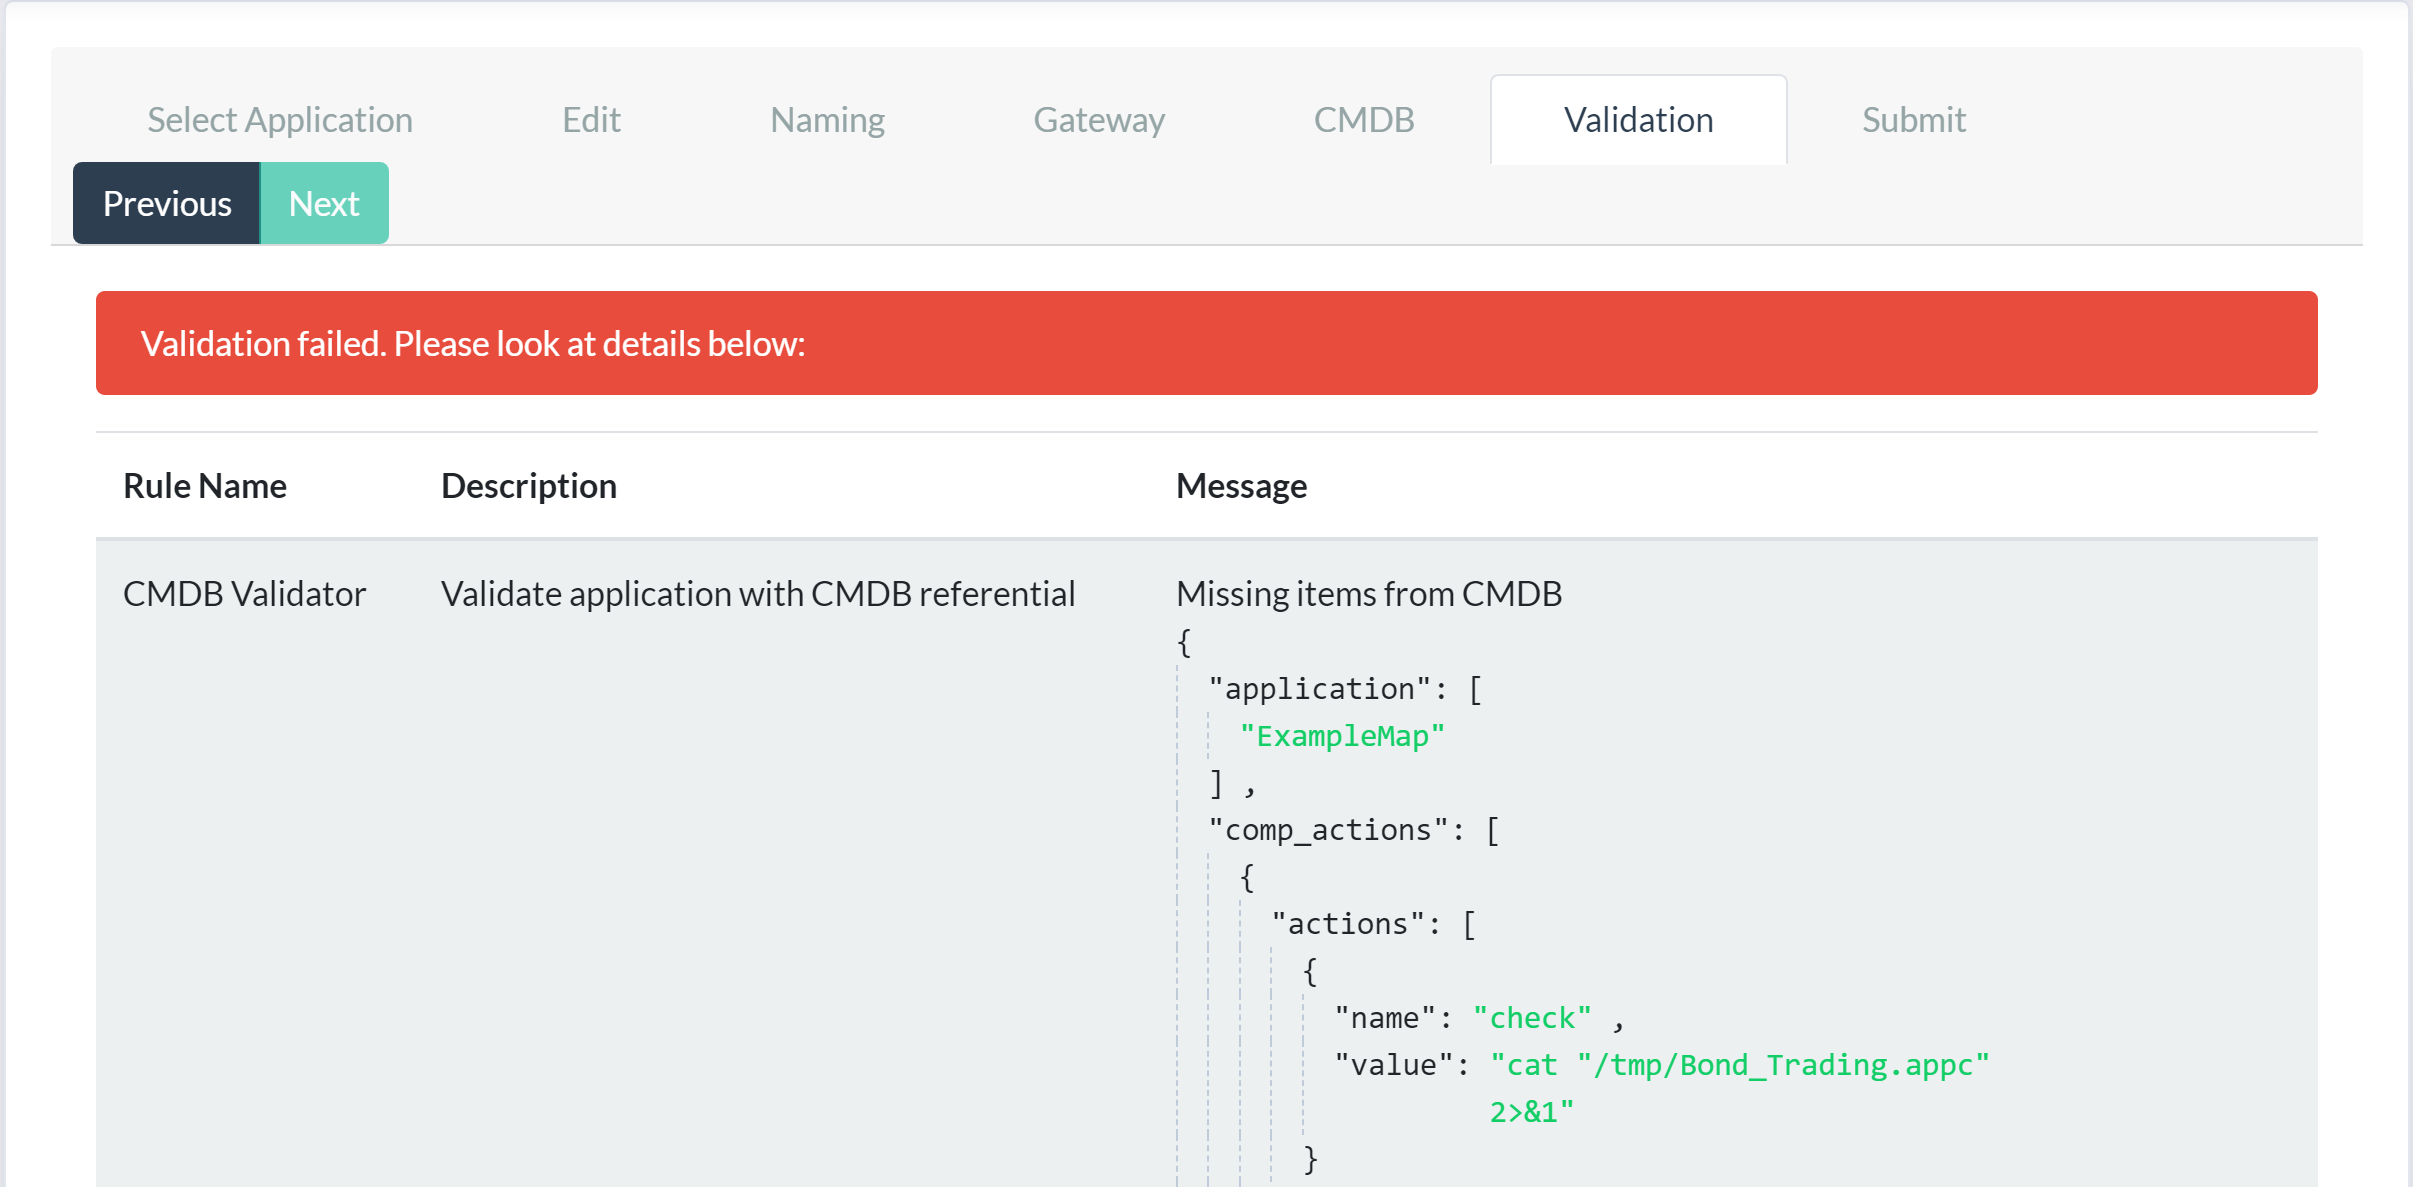 Select Application Edit Naming Gateway CMDB Validation Submit
Previous Next
Validation failed. Please look at details below:
Rule Name Description Message
CMDB Validator Validate application with CMDB referential Missing items from CMDB
{
"application": [
"ExampleMap"
] ,
"comp_actions": [
{
"actions": [
{
"name": "check" ,
"value": "cat "/tmp/Bond_Trading.appc"
2>&1"
}